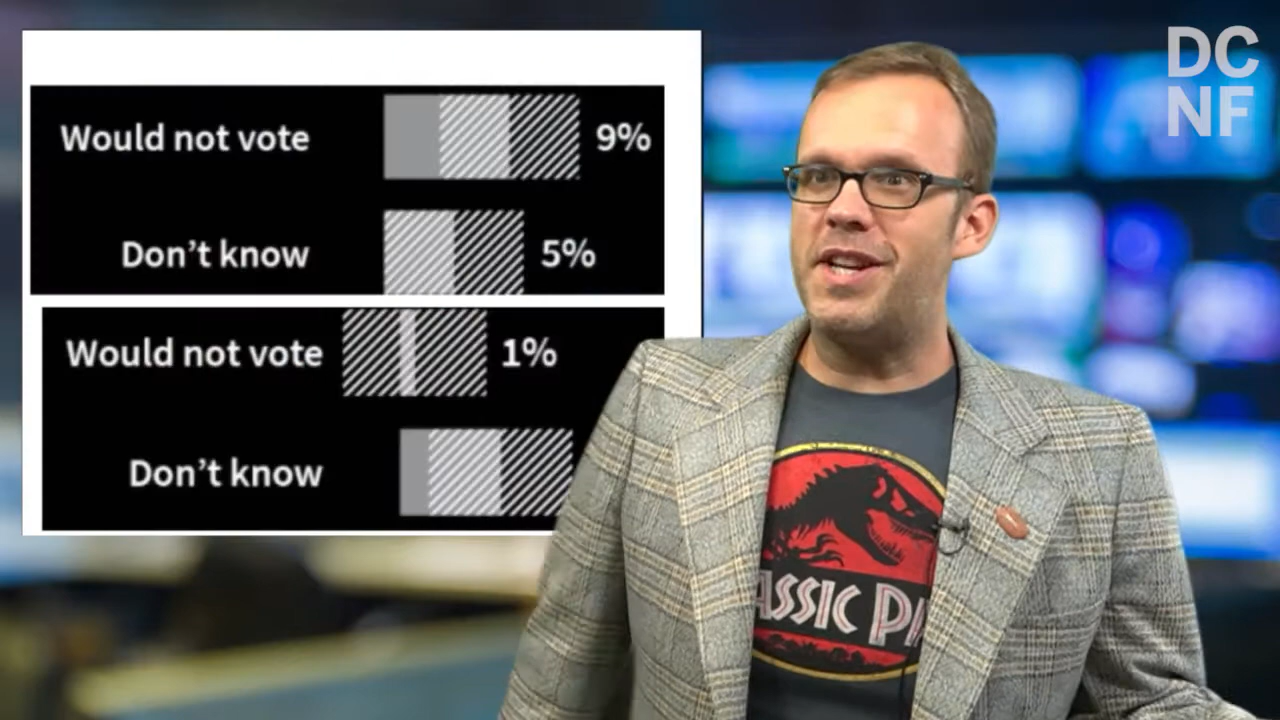 Would not vote 9%
Don't know 5%
Would not vote 1%
Don't know
DC
NF
ASSIC PA